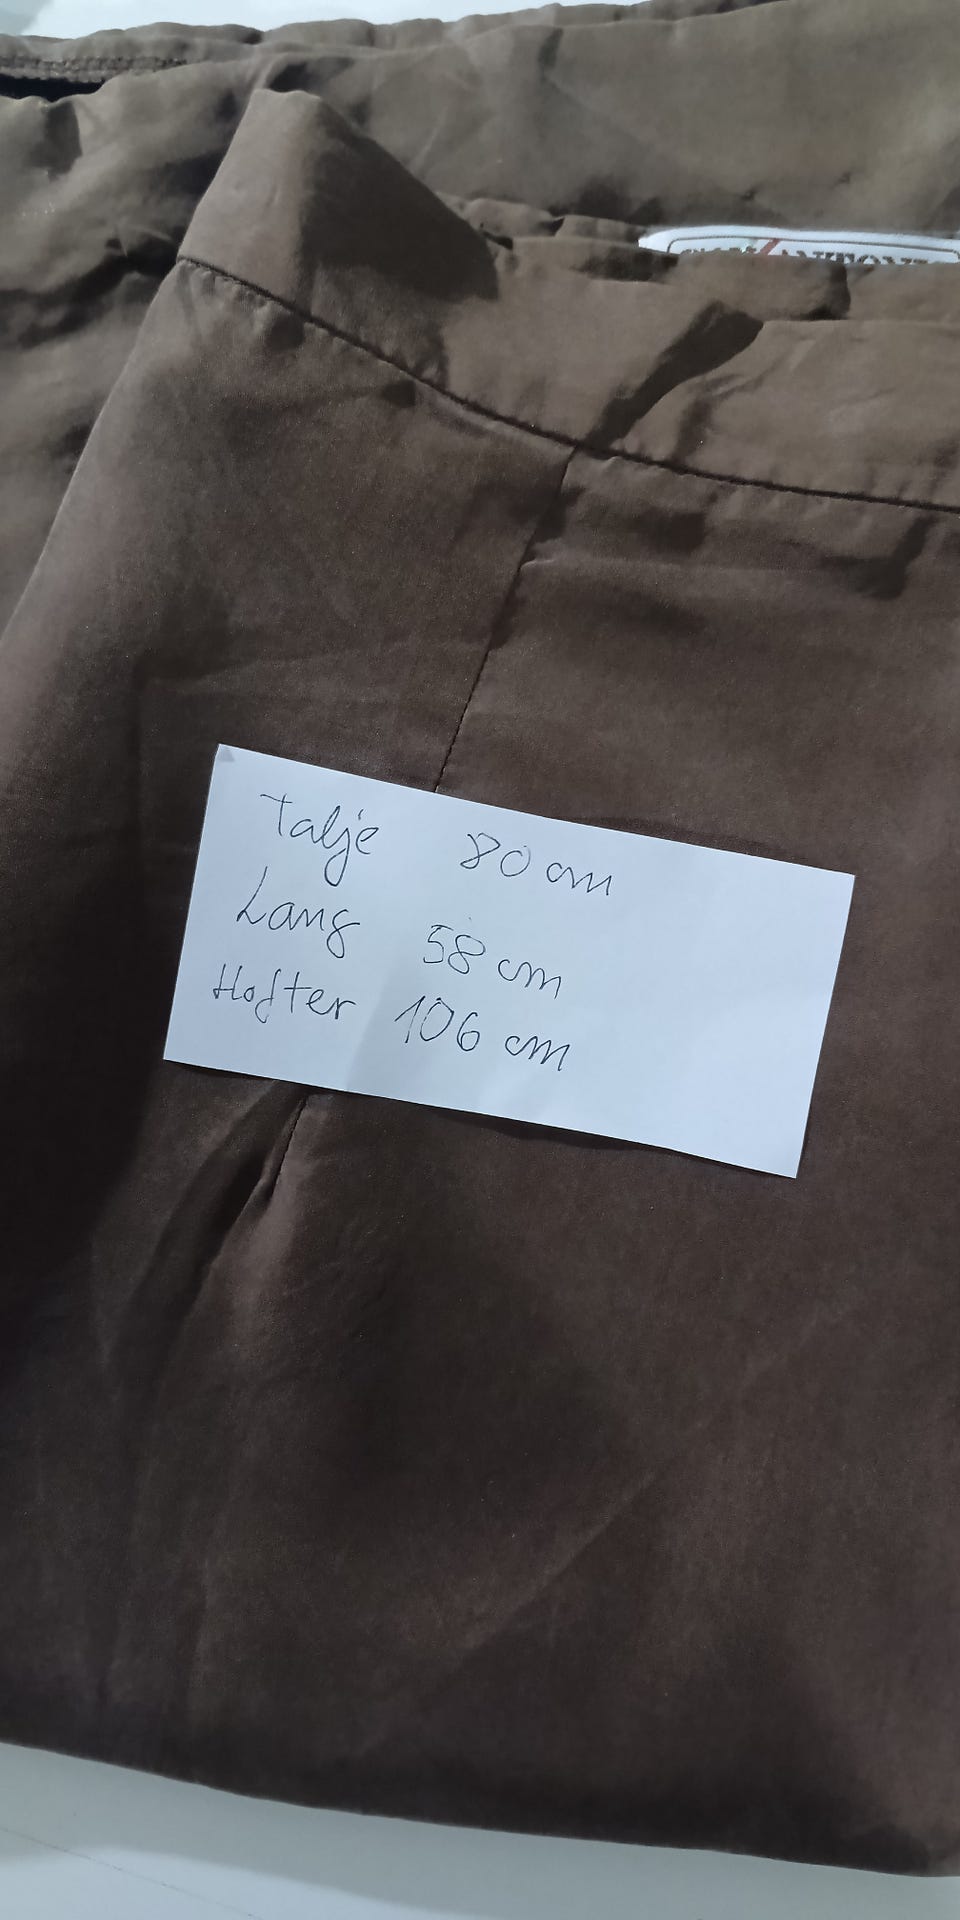 Talje 80 cm
Lang 58 cm
Hofter 106 cm